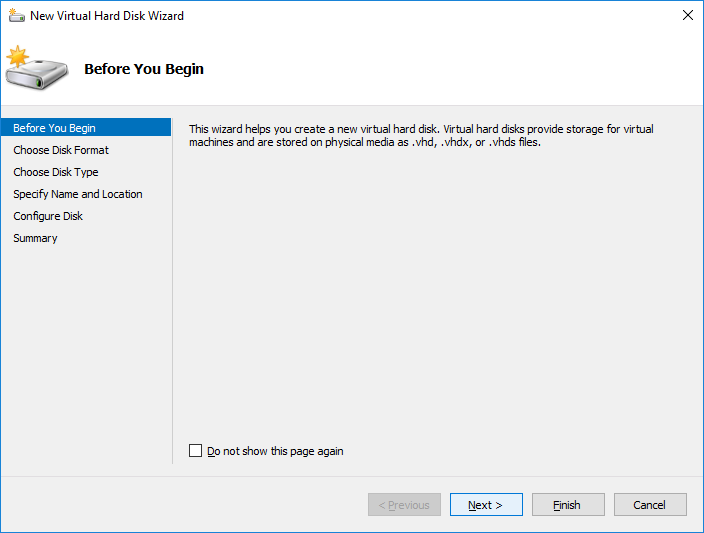 New Virtual Hard Disk Wizard
Before You Begin
Before You Begin
Choose Disk Format
Choose Disk Type
Specify Name and Location
Configure Disk
Summary
This wizard helps you create a new virtual hard disk. Virtual hard disks provide storage for virtual
machines and are stored on physical media as .vhd, .vhdx, or .vhds files.
Do not show this page again
< Previous
Next >
Finish
Cancel